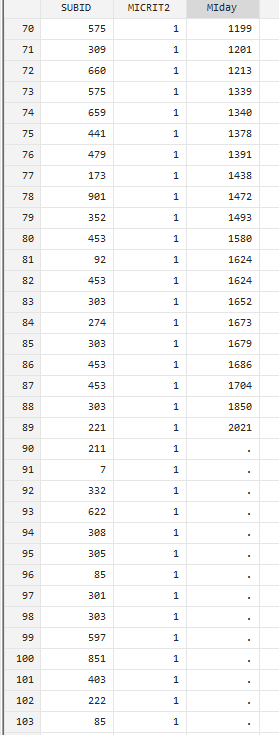 SUBID MICRIT2 MIday
70 575 1 1199
71 309 1 1201
72 660 1 1213
73 575 1 1339
74 659 1 1340
75 441 1 1378
76 479 1 1391
77 173 1 1438
78 901 1 1472
79 352 1 1493
80 453 1 1580
81 92 1 1624
82 453 1 1624
83 303 1 1652
84 274 1 1673
85 303 1 1679
86 453 1 1686
87 453 1 1704
88 303 1 1850
89 221 1 2021
90 211 1 .
91 7 1 .
92 332 1 .
93 622 1 .
94 308 1 .
95 305 1 .
96 85 1 .
97 301 1 .
98 303 1 .
99 597 1 .
100 851 1 .
101 403 1 .
102 222 1 .
103 85 1 .